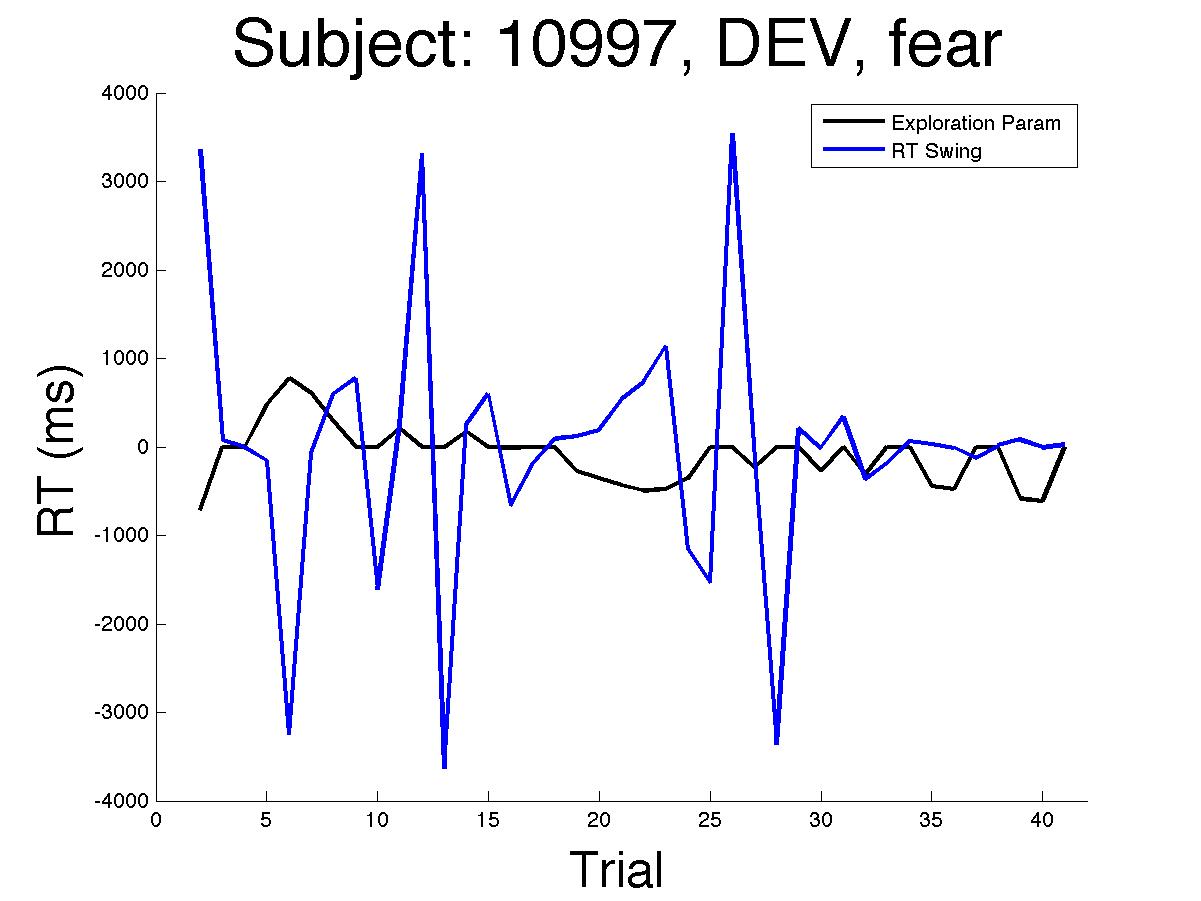 Subject: 10997, DEV, fear
4000
3000
2000
1000
0
-1000
-2000
-3000
-4000
RT (ms)
Exploration Param
RT Swing
0 5 10 15 20 25 30 35 40
Trial